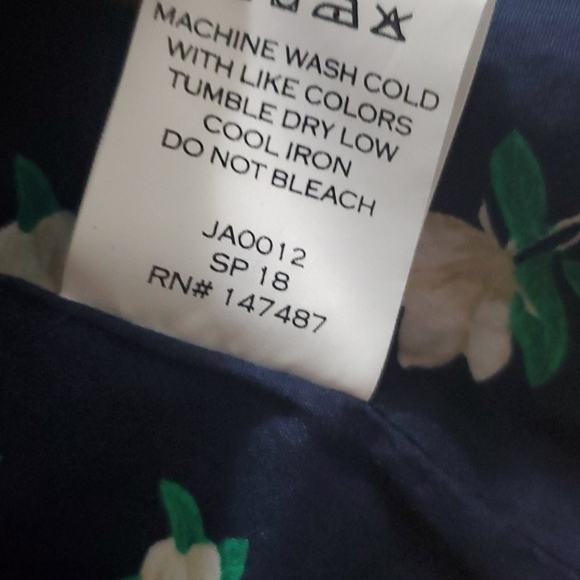 MACHINE WASH COLD
WITH LIKE COLORS
TUMBLE DRY LOW
COOL IRON
DO NOT BLEACH
JA0012
SP 18
RN# 147487